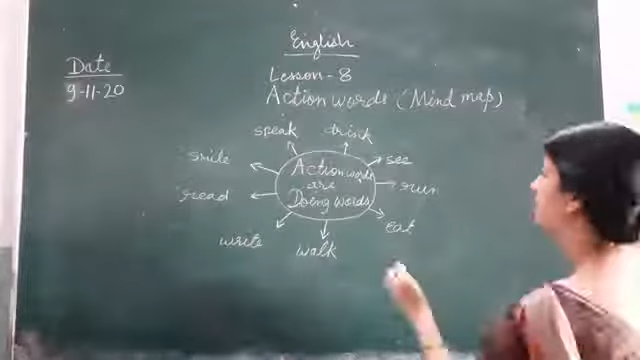 English
Date
9-11-20
Lesson-8
Action words (Mind map)
speak
drink
smile
see
Action words
are
Doing words
read
run
eat
write
walk